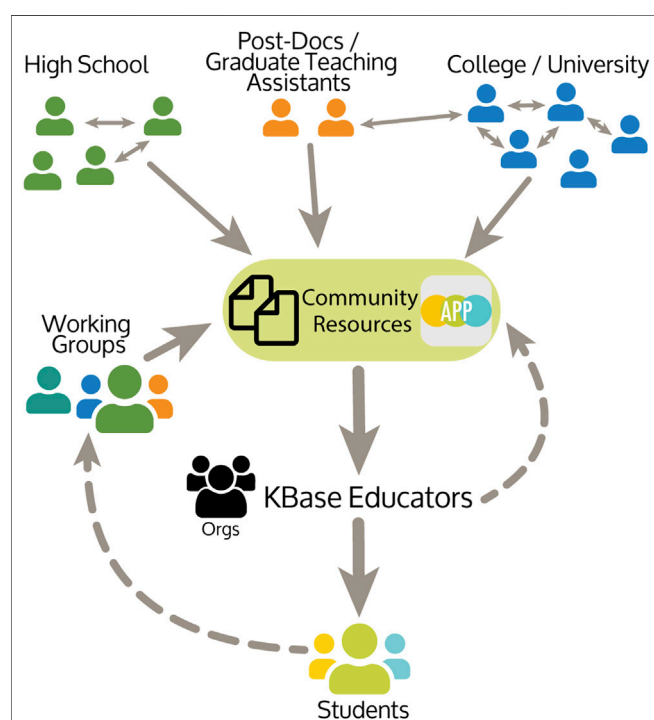 High School
Post-Docs /
Graduate Teaching
Assistants
College / University
Community
Resources
APP
Working
Groups
KBase Educators
Orgs
Students